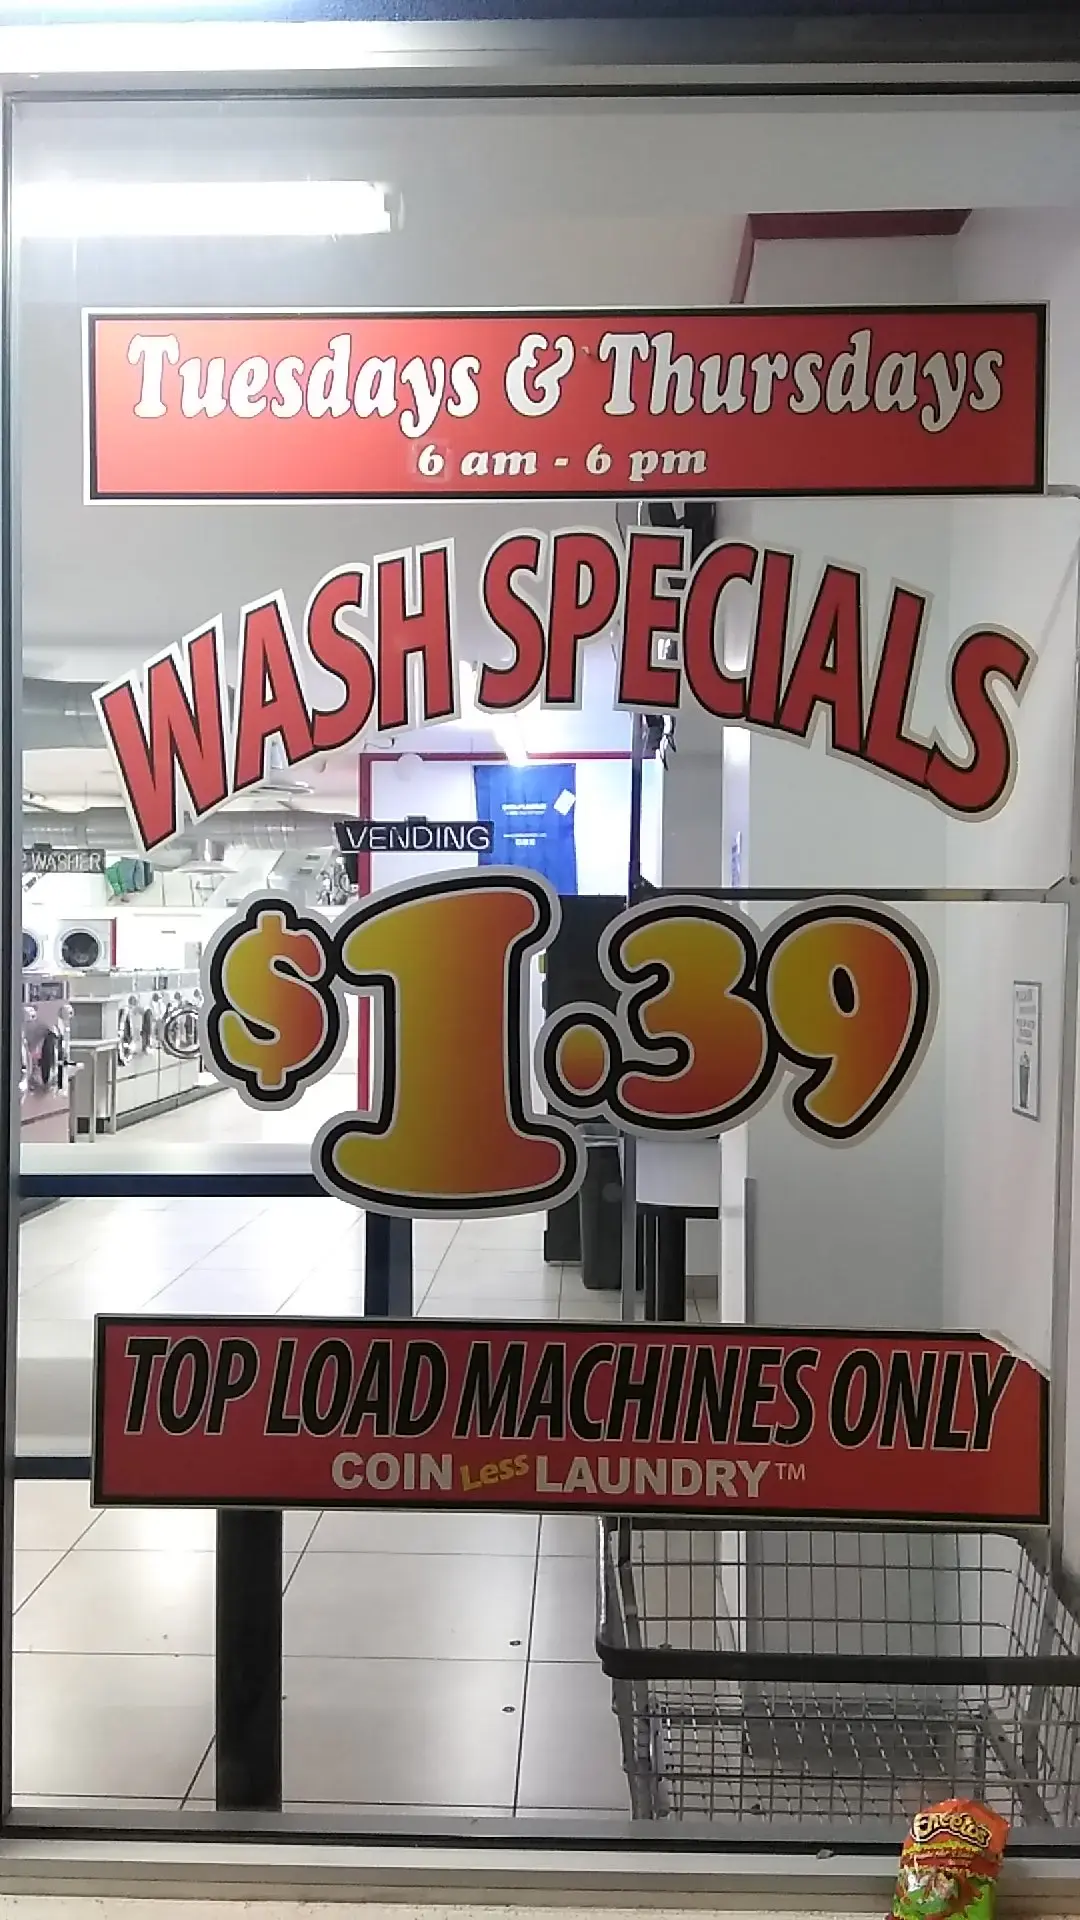 Tuesdays & Thursdays
6 am - 6 pm
WASH SPECIALS
VENDING
WASHER
$1.39
TOP LOAD MACHINES ONLY
COIN Less LAUNDRY™
Cheetos